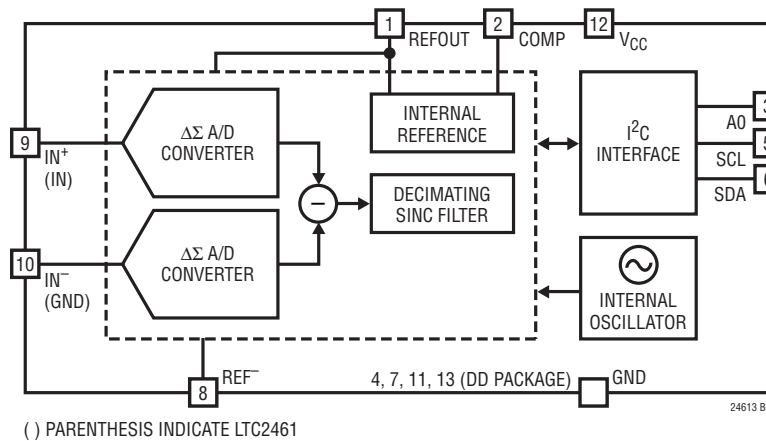 1
REFOUT
2
COMP
12
VCC
ΔΣ A/D
CONVERTER
INTERNAL
REFERENCE
I2C
INTERFACE
A0
9
IN+
(IN)
5
SCL
SDA
DECIMATING
SINC FILTER
−
10
IN−
(GND)
ΔΣ A/D
CONVERTER
INTERNAL
OSCILLATOR
8
REF−
4, 7, 11, 13 (DD PACKAGE)
GND
24613 B
( ) PARENTHESIS INDICATE LTC2461